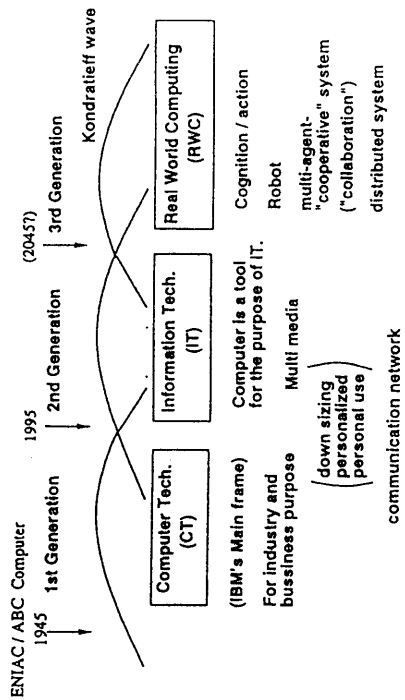 ENIAC / ABC Computer
1945
1995
(2045?)
1st Generation
2nd Generation
3rd Generation
Kondratieff wave
Computer Tech.
(CT)
Information Tech.
(IT)
Real World Computing
(RWC)
(IBM's Main frame)
For industry and
bussiness purpose
Computer is a tool
for the purpose of IT.
Multi media
(down sizing
personalized
personal use)
communication network
Cognition / action
Robot
multi-agent-
"cooperative" system
("collaboration")
distributed system